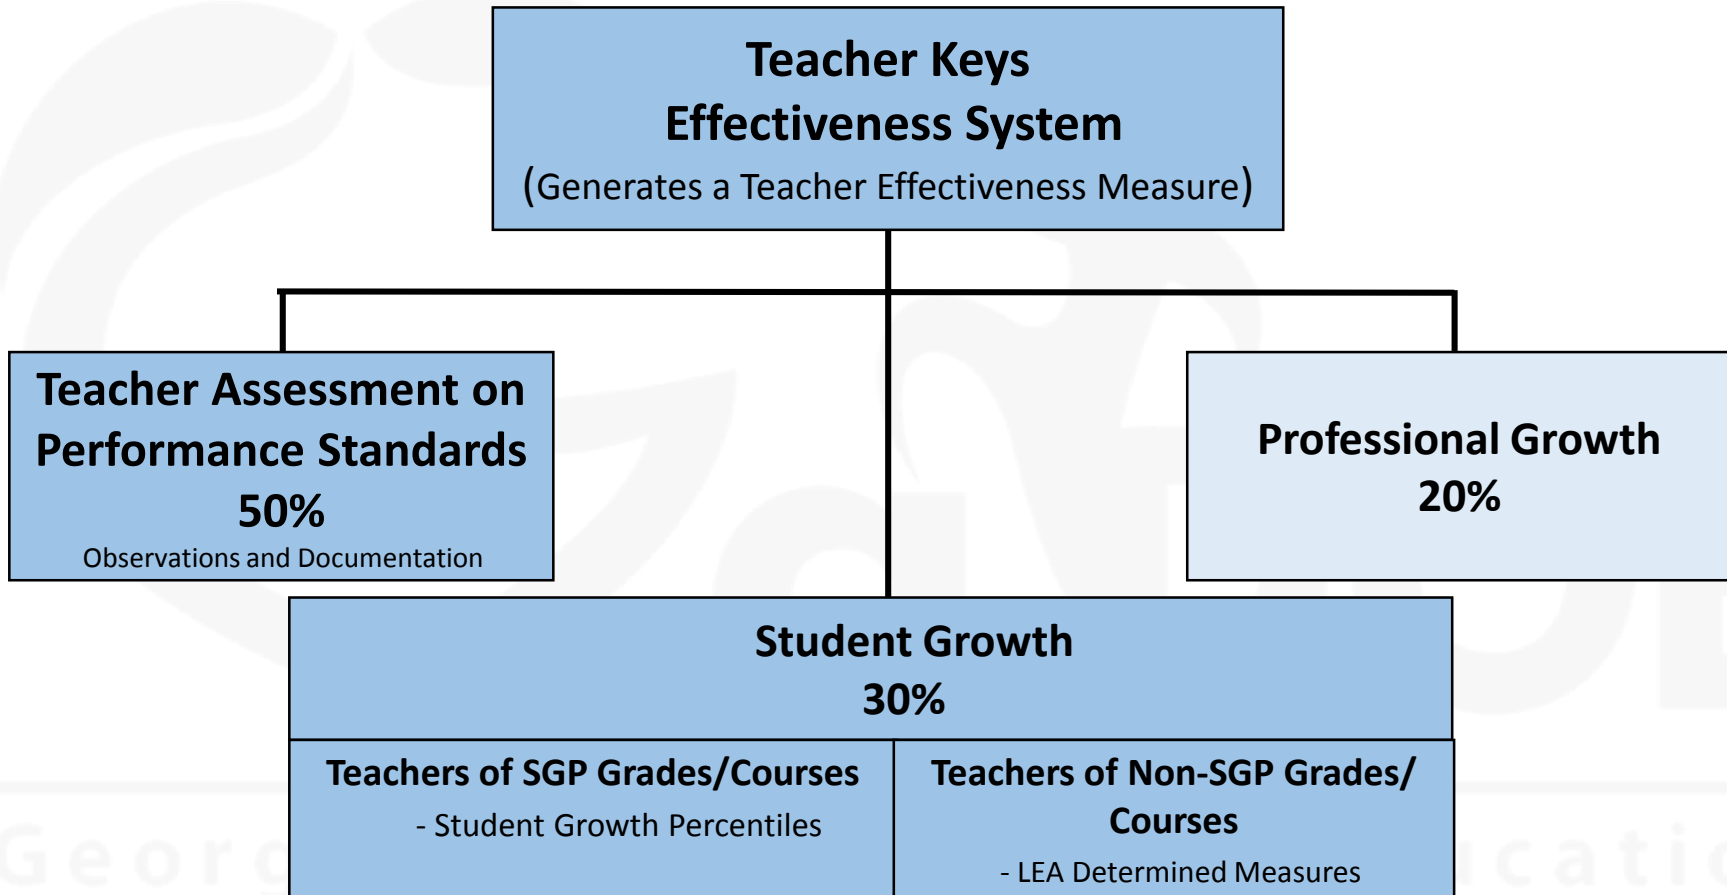 Teacher Keys
Effectiveness System
(Generates a Teacher Effectiveness Measure)
Teacher Assessment on
Performance Standards
50%
Observations and Documentation
Professional Growth
20%
Student Growth
30%
Teachers of SGP Grades/Courses
- Student Growth Percentiles
Teachers of Non-SGP Grades/
Courses
- LEA Determined Measures